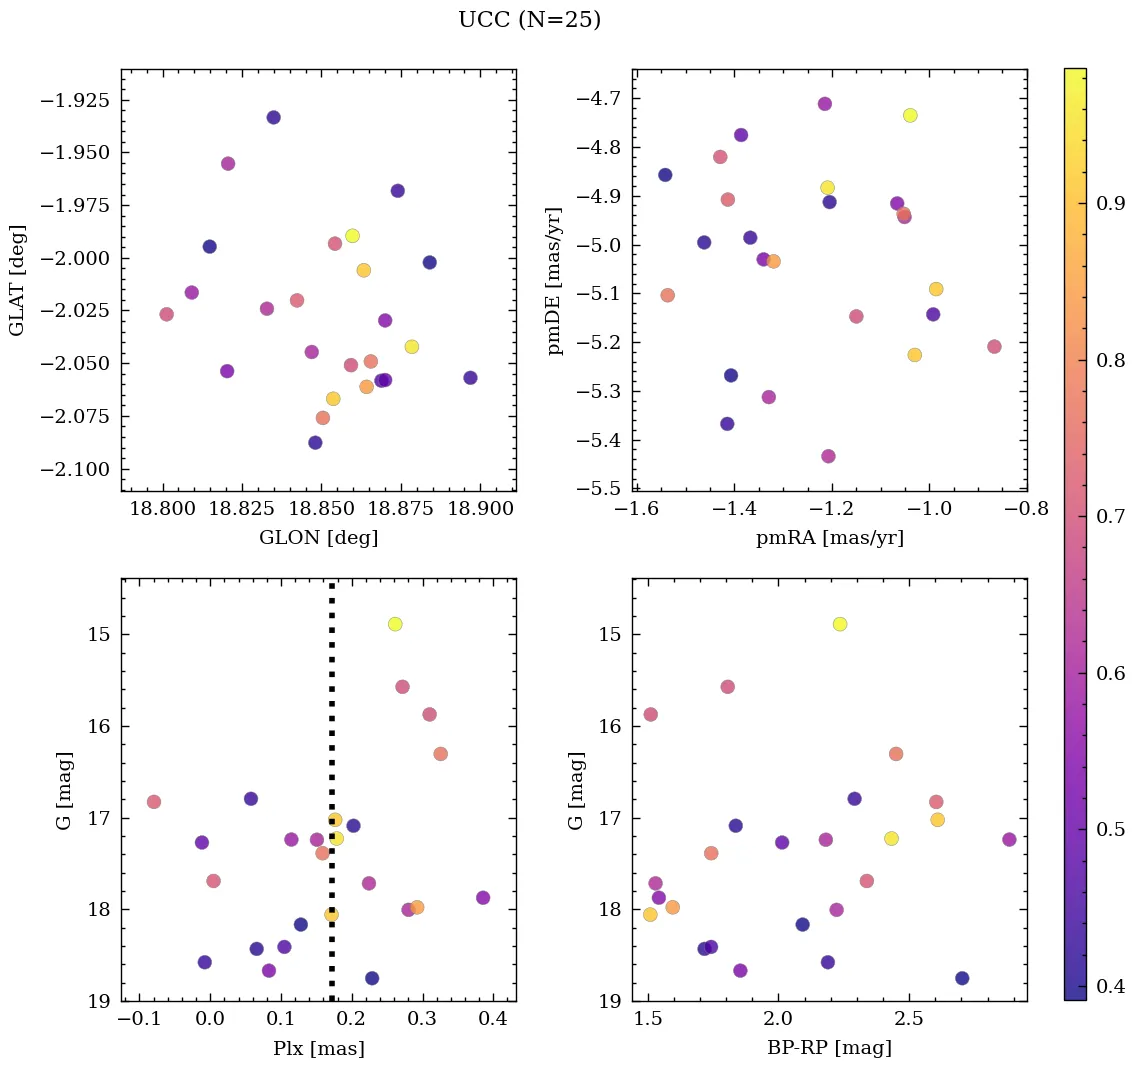 UCC (N=25)
−1.925
−1.950
−1.975
−2.000
−2.025
−2.050
−2.075
−2.100
GLAT [deg]
18.800 18.825 18.850 18.875 18.900
GLON [deg]
−4.7
−4.8
−4.9
−5.0
−5.1
−5.2
−5.3
−5.4
−5.5
pmDE [mas/yr]
−1.6 −1.4 −1.2 −1.0 −0.8
pmRA [mas/yr]
15
16
17
18
19
G [mag]
−0.1 0.0 0.1 0.2 0.3 0.4
Plx [mas]
15
16
17
18
19
G [mag]
1.5 2.0 2.5
BP-RP [mag]
0.9
0.8
0.7
0.6
0.5
0.4